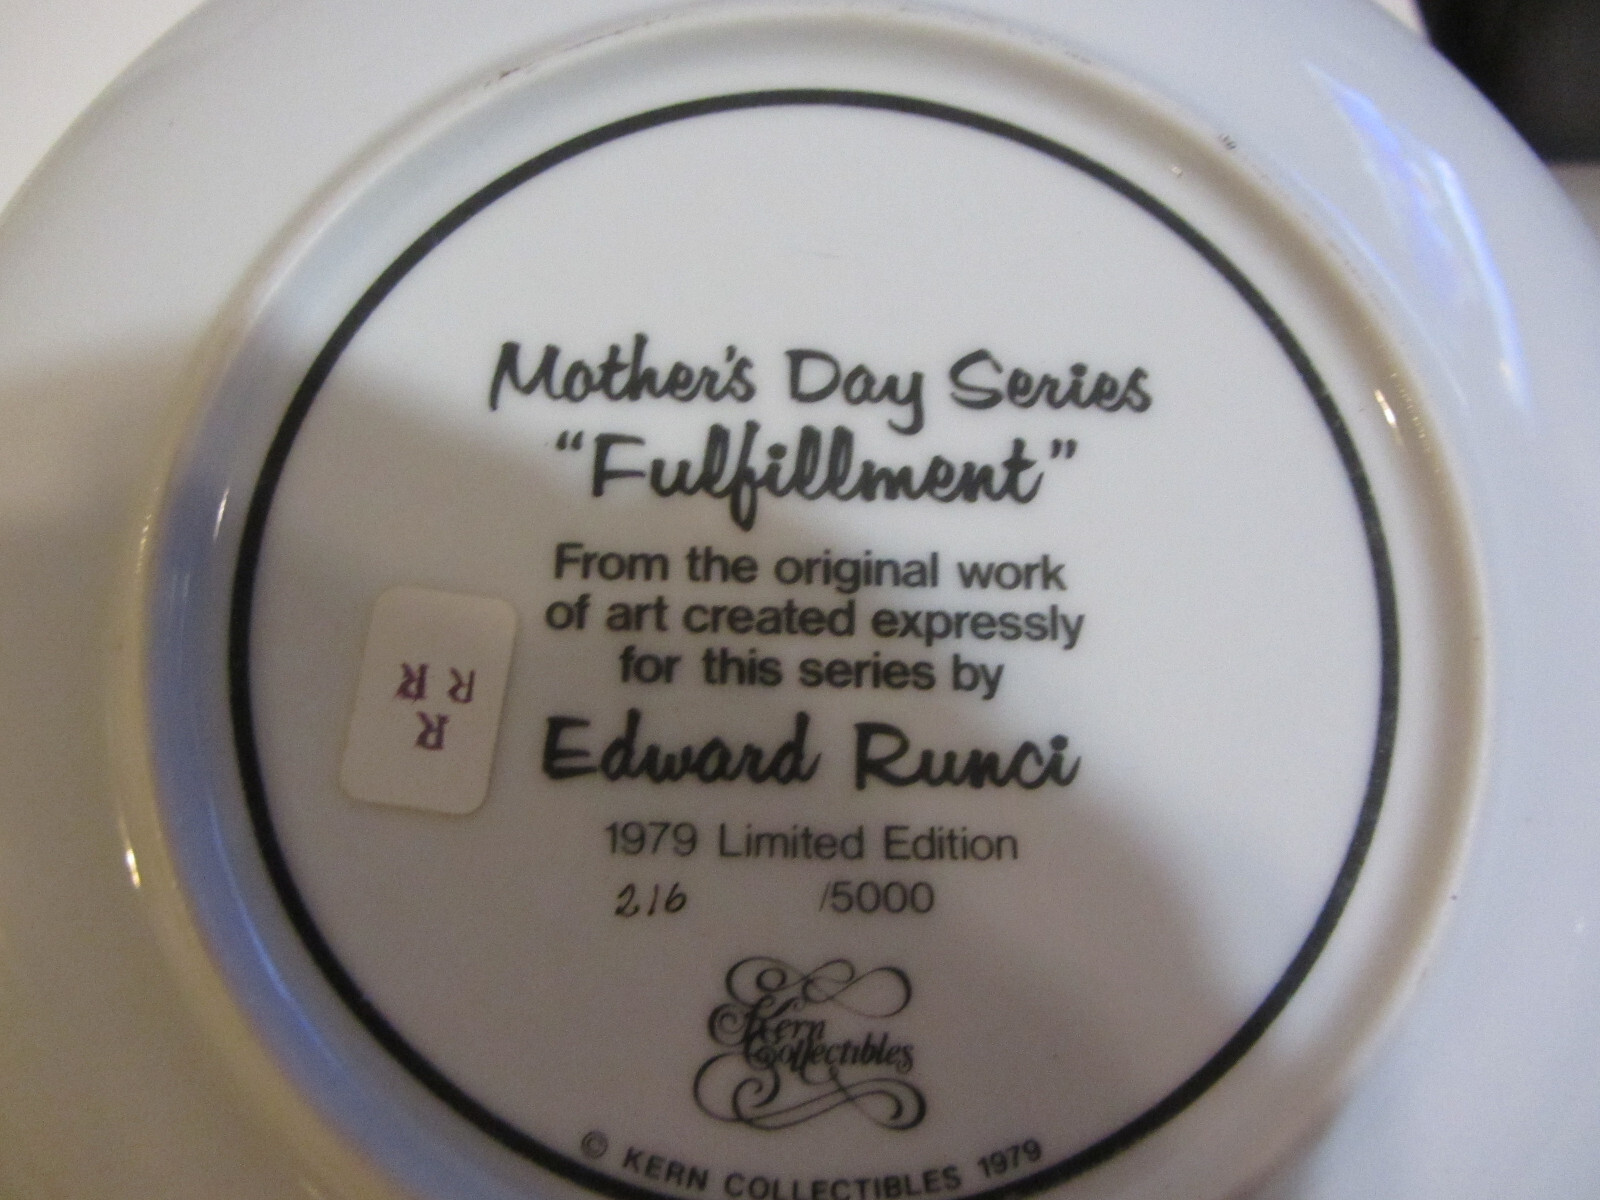 Mother's Day Series
“Fulfillment”
From the original work
of art created expressly
for this series by
Edward Runci
1979 Limited Edition
216 /5000
Kern
Collectibles
© KERN COLLECTIBLES 1979
R
R R R